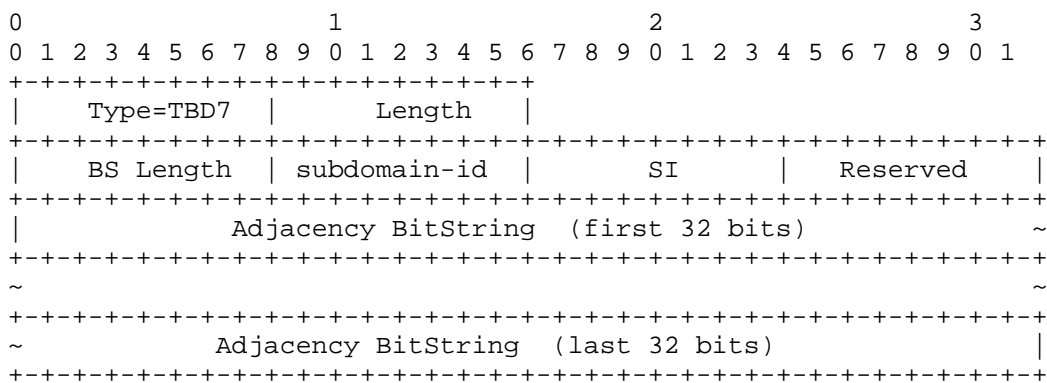 0                   1                   2                   3
0 1 2 3 4 5 6 7 8 9 0 1 2 3 4 5 6 7 8 9 0 1 2 3 4 5 6 7 8 9 0 1
+-+-+-+-+-+-+-+-+-+-+-+-+-+-+-+-+
|    Type=TBD7  |      Length   |
+-+-+-+-+-+-+-+-+-+-+-+-+-+-+-+-+-+-+-+-+-+-+-+-+-+-+-+-+-+-+-+-+
|    BS Length  | subdomain-id  |       SI      |   Reserved    |
+-+-+-+-+-+-+-+-+-+-+-+-+-+-+-+-+-+-+-+-+-+-+-+-+-+-+-+-+-+-+-+-+
|             Adjacency BitString  (first 32 bits)              ~
+-+-+-+-+-+-+-+-+-+-+-+-+-+-+-+-+-+-+-+-+-+-+-+-+-+-+-+-+-+-+-+-+
~                                                               ~
+-+-+-+-+-+-+-+-+-+-+-+-+-+-+-+-+-+-+-+-+-+-+-+-+-+-+-+-+-+-+-+-+
~            Adjacency BitString  (last 32 bits)                |
+-+-+-+-+-+-+-+-+-+-+-+-+-+-+-+-+-+-+-+-+-+-+-+-+-+-+-+-+-+-+-+-+